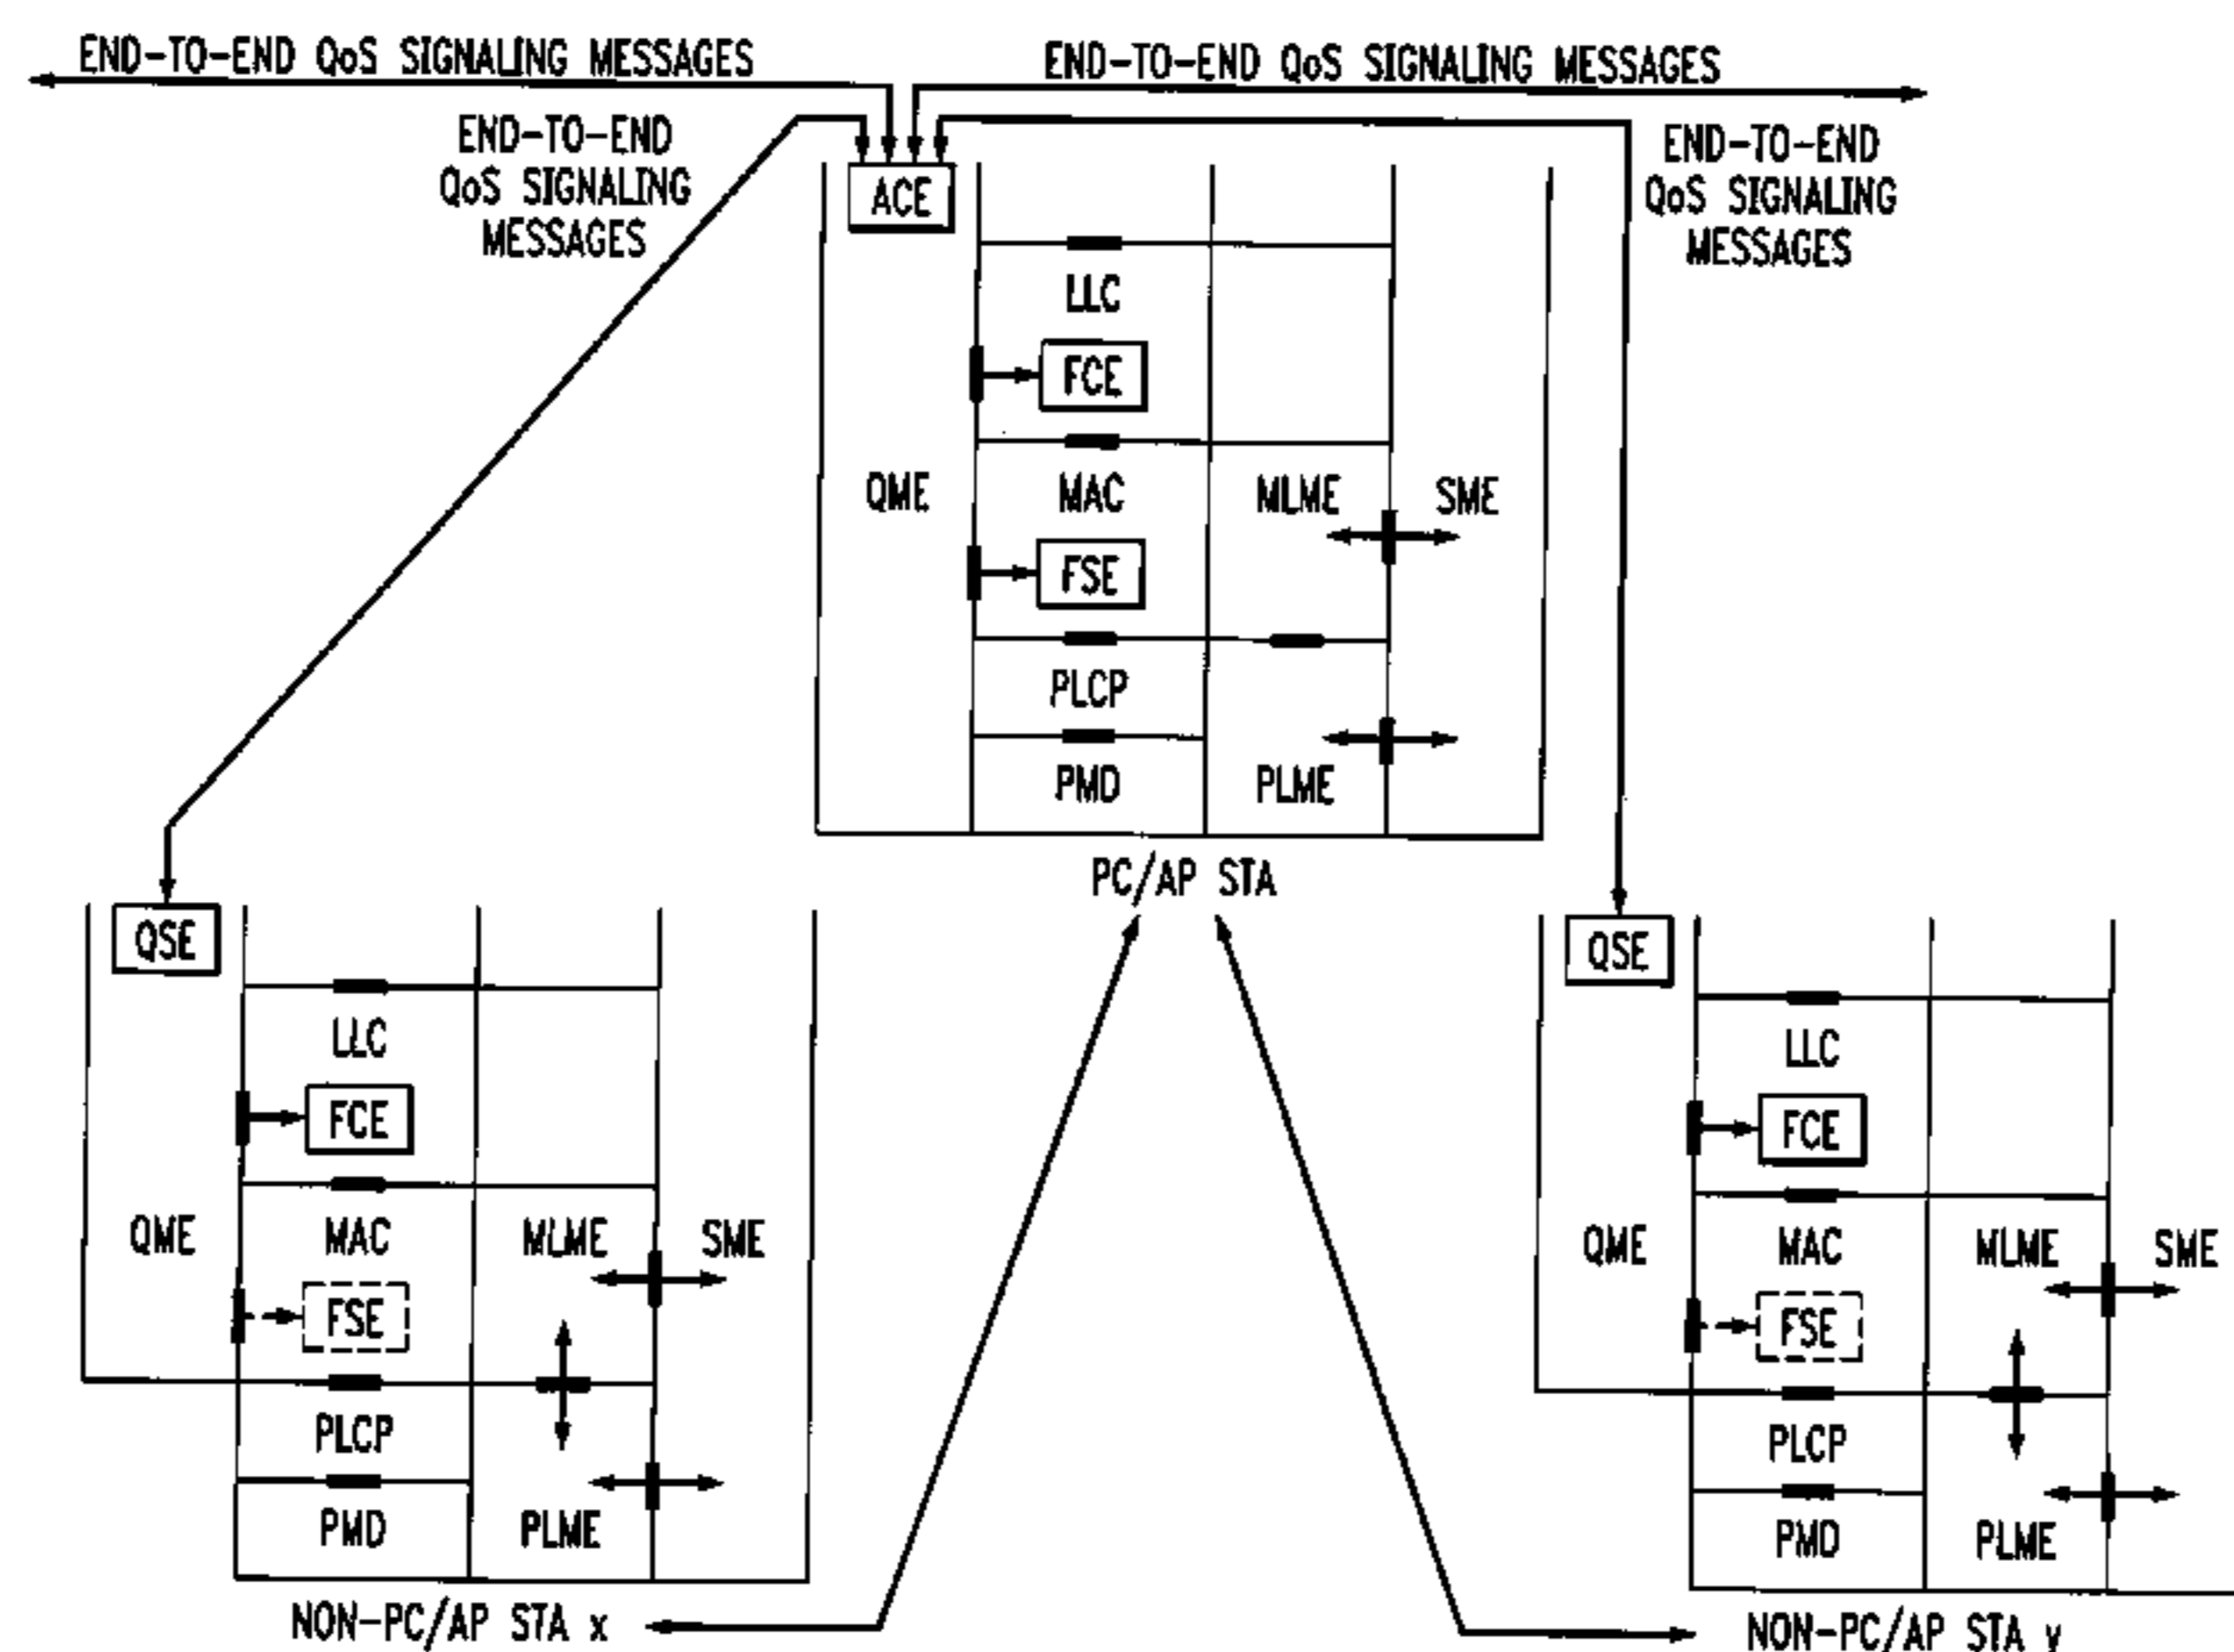 END-TO-END QoS SIGNALING MESSAGES
END-TO-END QoS SIGNALING MESSAGES
END-TO-END
QoS SIGNALING
MESSAGES
END-TO-END
QoS SIGNALING
MESSAGES
ACE
LLC
FCE
QME
MAC
MLME
SME
FSE
PLCP
PMD
PLME
PC/AP STA
QSE
LLC
FCE
QME
MAC
MLME
SME
FSE
PLCP
PMD
PLME
NON-PC/AP STA x
QSE
LLC
FCE
QME
MAC
MLME
SME
FSE
PLCP
PMD
PLME
NON-PC/AP STA y